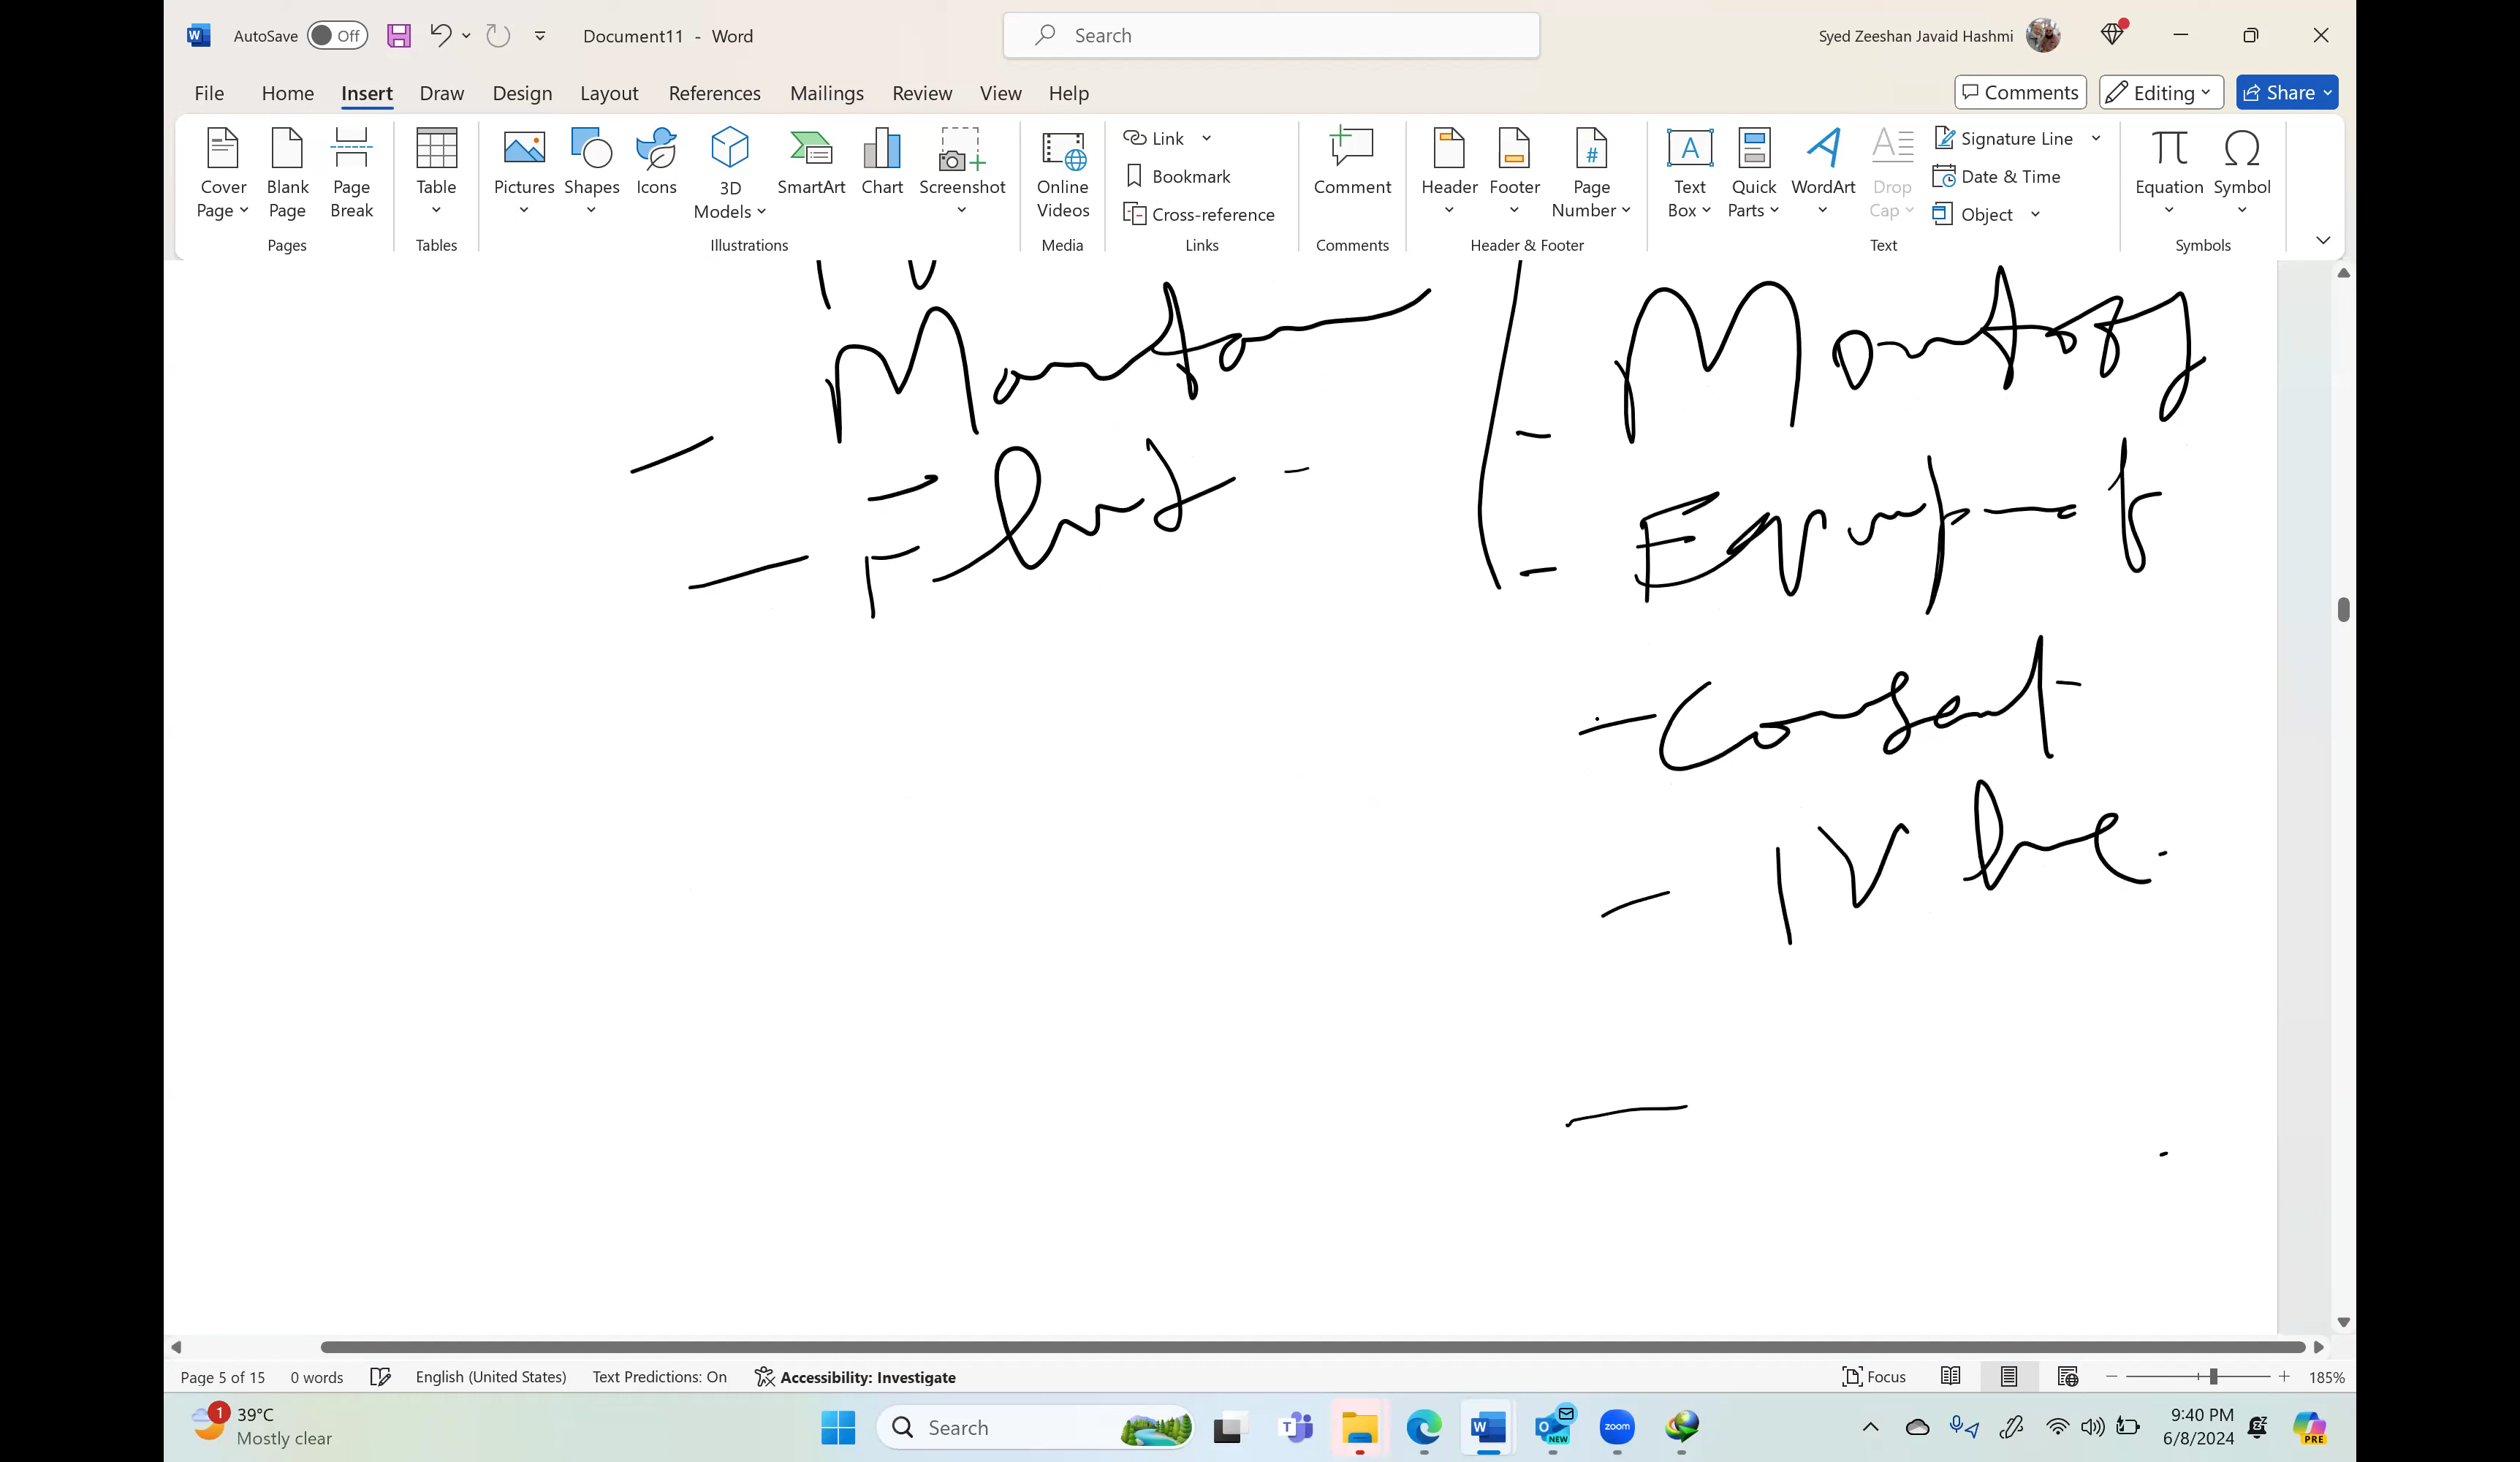 AutoSave Off Document11 - Word Search Syed Zeeshan Javaid Hashmi
File Home Insert Draw Design Layout References Mailings Review View Help Comments Editing Share
Cover Page
Blank Page
Page Break
Pages
Table
Tables
Pictures
Shapes
Icons
3D Models
SmartArt
Chart
Screenshot
Illustrations
Online Videos
Media
Link
Bookmark
Cross-reference
Links
Comment
Comments
Header
Footer
Page Number
Header & Footer
Text Box
Quick Parts
WordArt
Drop Cap
Signature Line
Date & Time
Object
Text
Equation
Symbol
Symbols
- Consent
- IV line.
Page 5 of 15 0 words English (United States) Text Predictions: On Accessibility: Investigate Focus 185%
1 39°C
Mostly clear
Search
NEW
zoom
9:40 PM
6/8/2024
PRE